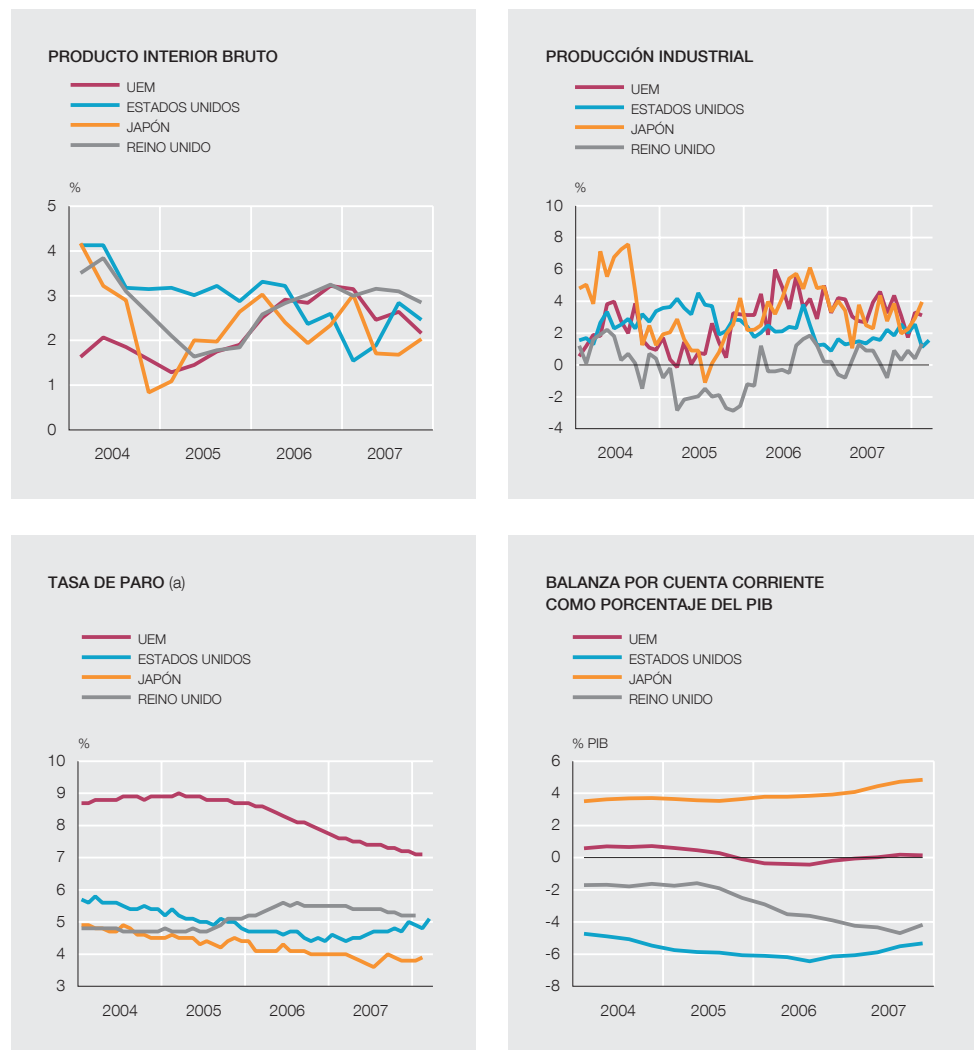 PRODUCTO INTERIOR BRUTO
UEM
ESTADOS UNIDOS
JAPÓN
REINO UNIDO
%
5
4
3
2
1
0
2004 2005 2006 2007
PRODUCCIÓN INDUSTRIAL
UEM
ESTADOS UNIDOS
JAPÓN
REINO UNIDO
%
10
8
6
4
2
0
-2
-4
2004 2005 2006 2007
TASA DE PARO (a)
UEM
ESTADOS UNIDOS
JAPÓN
REINO UNIDO
%
10
9
8
7
6
5
4
3
2004 2005 2006 2007
BALANZA POR CUENTA CORRIENTE
COMO PORCENTAJE DEL PIB
UEM
ESTADOS UNIDOS
JAPÓN
REINO UNIDO
% PIB
6
4
2
0
-2
-4
-6
-8
2004 2005 2006 2007